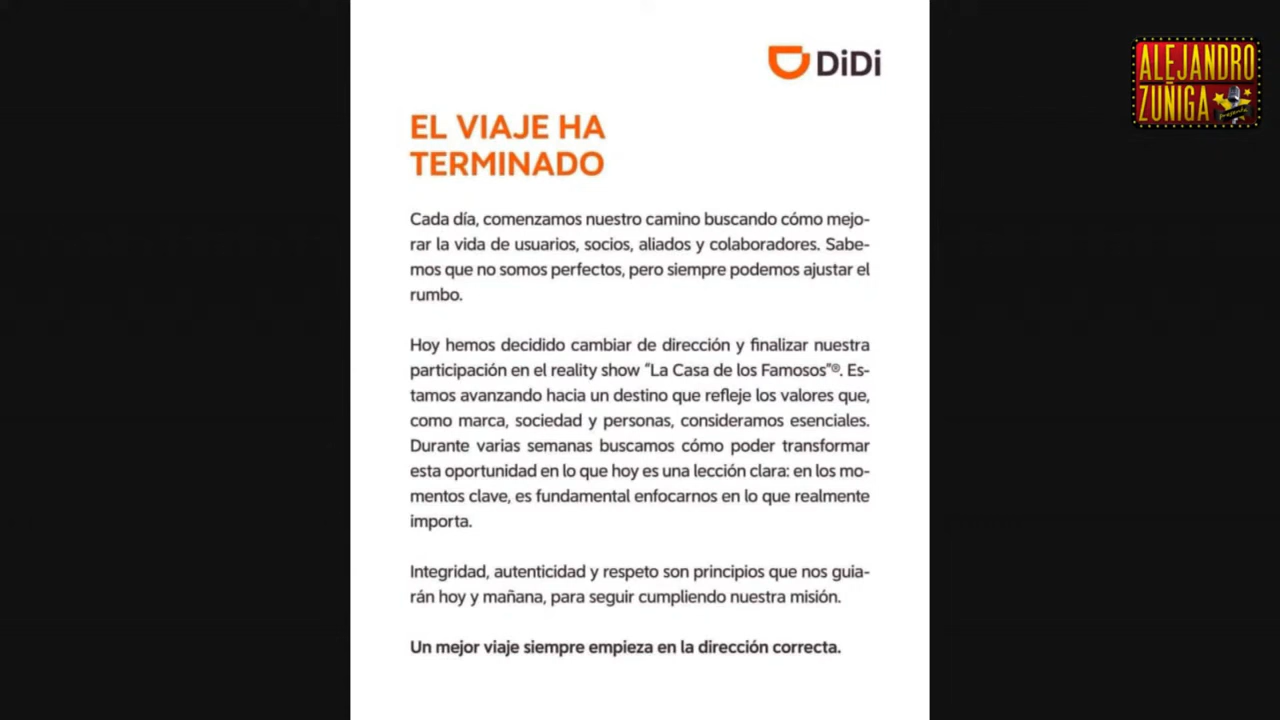 DiDi
ALEJANDRO
ZUÑIGA
EL VIAJE HA
TERMINADO
Cada día, comenzamos nuestro camino buscando cómo mejo-
rar la vida de usuarios, socios, aliados y colaboradores. Sabe-
mos que no somos perfectos, pero siempre podemos ajustar el
rumbo.
Hoy hemos decidido cambiar de dirección y finalizar nuestra
participación en el reality show “La Casa de los Famosos”®. Es-
tamos avanzando hacia un destino que refleje los valores que,
como marca, sociedad y personas, consideramos esenciales.
Durante varias semanas buscamos cómo poder transformar
esta oportunidad en lo que hoy es una lección clara: en los mo-
mentos clave, es fundamental enfocarnos en lo que realmente
importa.
Integridad, autenticidad y respeto son principios que nos guia-
rán hoy y mañana, para seguir cumpliendo nuestra misión.
Un mejor viaje siempre empieza en la dirección correcta.